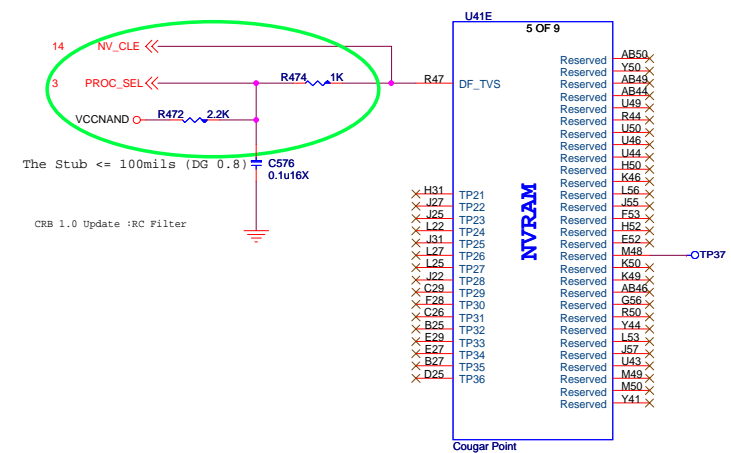 U41E
5 OF 9
14 NV_CLE
3 PROC_SEL
R474 1K
R47 DF_TVS
VCCNAND R472 2.2K
The Stub <= 100mils (DG 0.8)
C576
0.1u16X
CRB 1.0 Update :RC Filter
NVRAM
H31 TP21
J27 TP22
J25 TP23
L22 TP24
J31 TP25
L27 TP26
L25 TP27
J22 TP28
C29 TP29
F28 TP30
C26 TP31
B25 TP32
E29 TP33
E27 TP34
B27 TP35
D25 TP36
Reserved AB50
Reserved Y50
Reserved AB49
Reserved AB44
Reserved U49
Reserved R44
Reserved U50
Reserved U46
Reserved U44
Reserved H50
Reserved K46
Reserved L56
Reserved J55
Reserved F53
Reserved H52
Reserved E52
Reserved M48 TP37
Reserved K50
Reserved K49
Reserved AB46
Reserved G56
Reserved R50
Reserved Y44
Reserved L53
Reserved J57
Reserved U43
Reserved M49
Reserved M50
Reserved Y41
Cougar Point